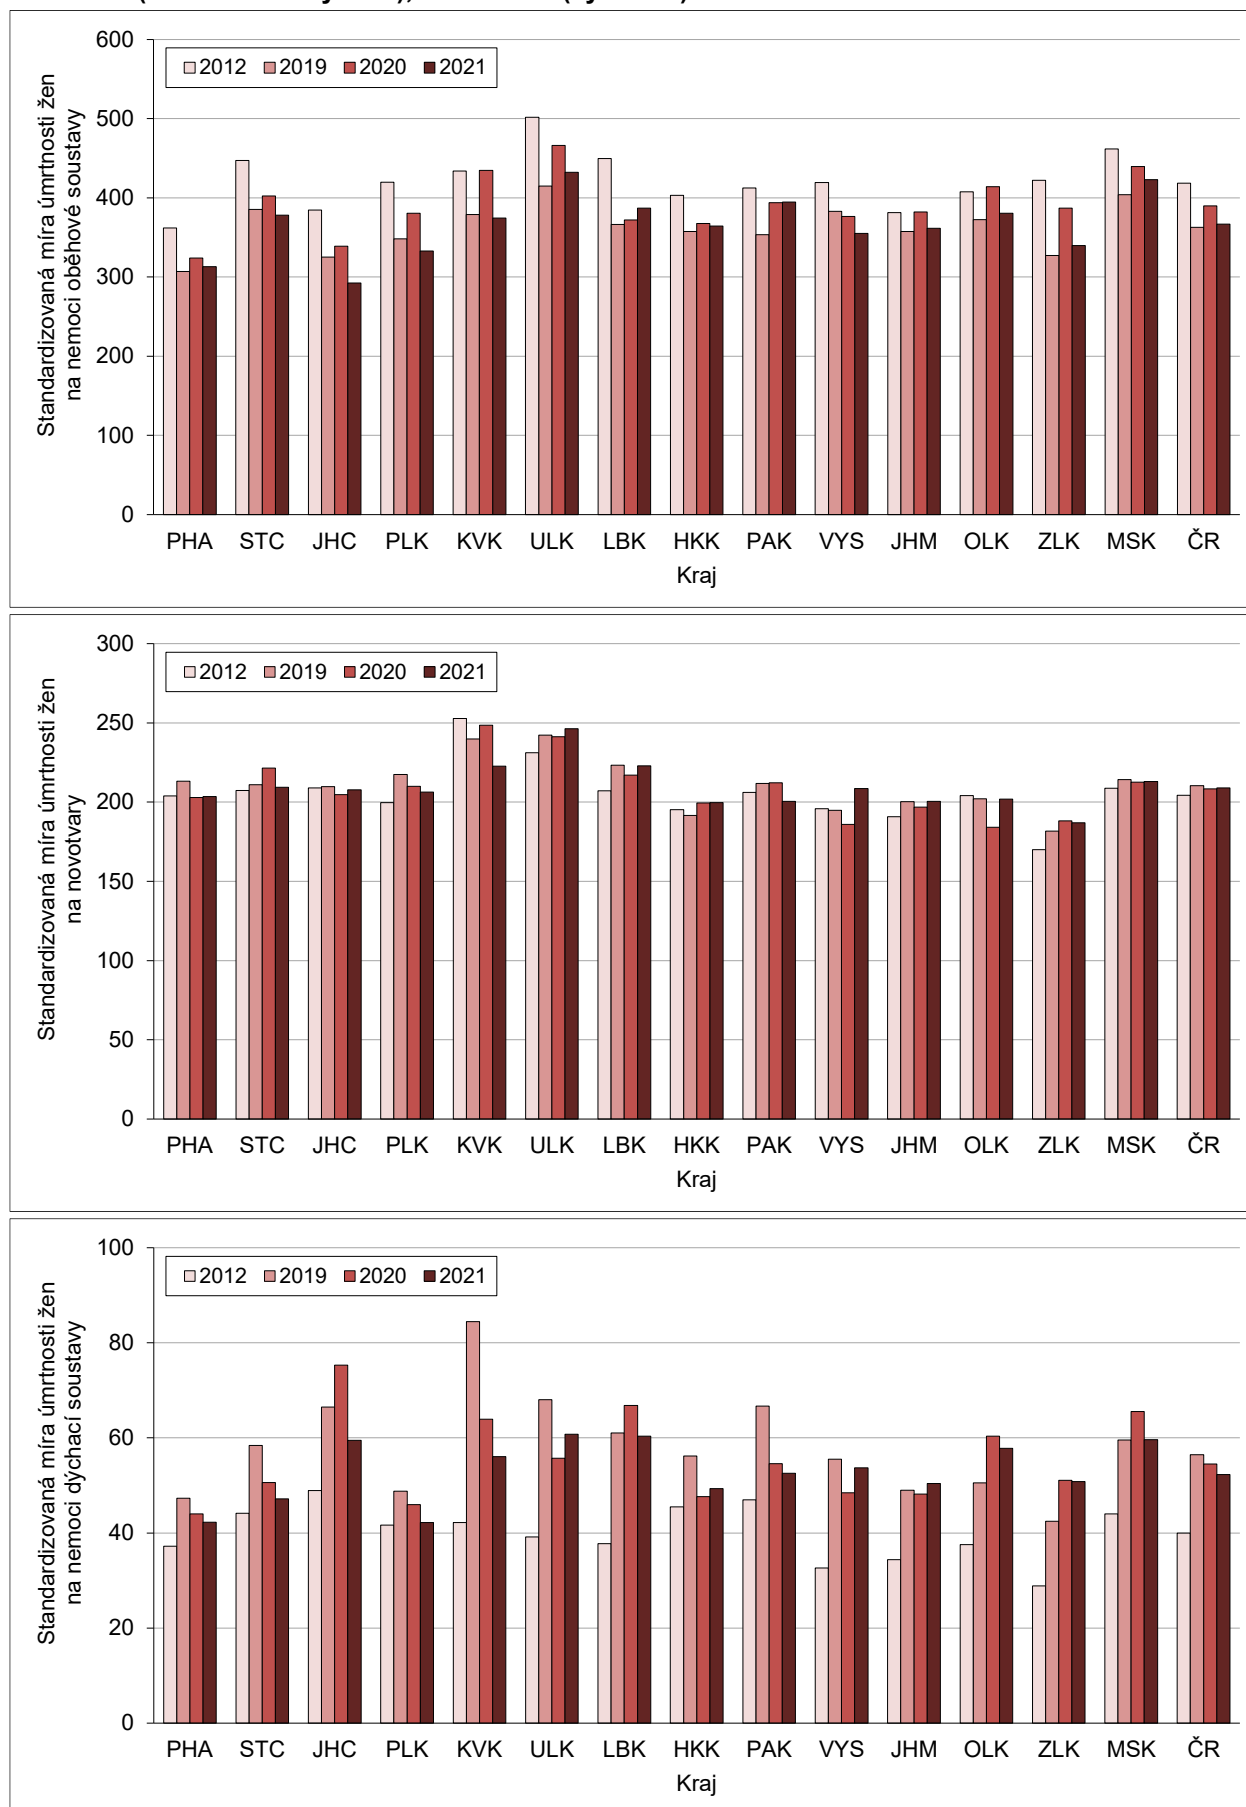 600
500
400
300
200
100
0
Standardizovaná míra úmrtnosti žen
na nemoci oběhové soustavy
2012 2019 2020 2021
PHA STC JHC PLK KVK ULK LBK HKK PAK VYS JHM OLK ZLK MSK ČR
Kraj
300
250
200
150
100
50
0
Standardizovaná míra úmrtnosti žen
na novotvary
2012 2019 2020 2021
PHA STC JHC PLK KVK ULK LBK HKK PAK VYS JHM OLK ZLK MSK ČR
Kraj
100
80
60
40
20
0
Standardizovaná míra úmrtnosti žen
na nemoci dýchací soustavy
2012 2019 2020 2021
PHA STC JHC PLK KVK ULK LBK HKK PAK VYS JHM OLK ZLK MSK ČR
Kraj